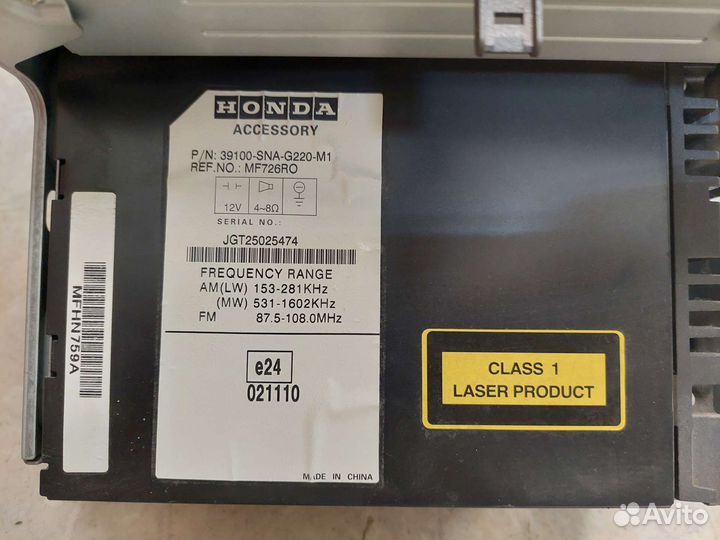 HONDA
ACCESSORY
P/N: 39100-SNA-G220-M1
REF.NO.: MF726RO
12V 4~8Ω
SERIAL NO.:
JGT25025474
FREQUENCY RANGE
AM(LW) 153-281KHz
(MW) 531-1602KHz
FM 87.5-108.0MHz
e24
021110
MADE IN CHINA
MFHN759A
CLASS 1
LASER PRODUCT
Avito